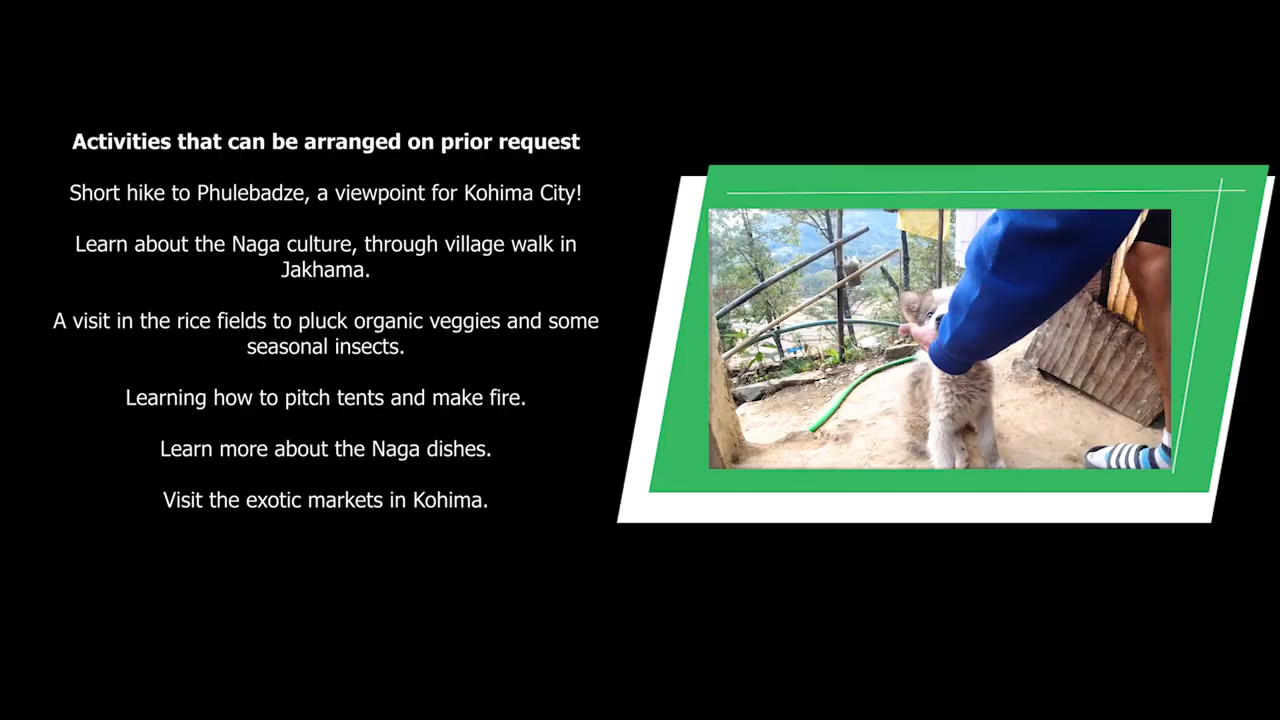 Activities that can be arranged on prior request
Short hike to Phulebadze, a viewpoint for Kohima City!
Learn about the Naga culture, through village walk in
Jakhama.
A visit in the rice fields to pluck organic veggies and some
seasonal insects.
Learning how to pitch tents and make fire.
Learn more about the Naga dishes.
Visit the exotic markets in Kohima.